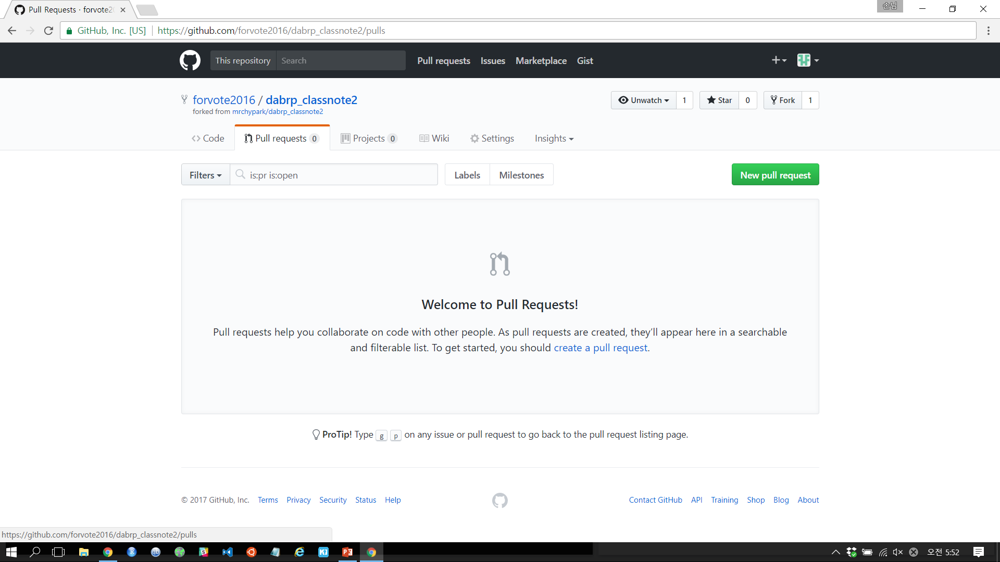 Pull Requests · forvote2
손님
GitHub, Inc. [US] https://github.com/forvote2016/dabrp_classnote2/pulls
This repository Search Pull requests Issues Marketplace Gist
forvote2016 / dabrp_classnote2 Unwatch 1 Star 0 Fork 1
forked from mrchypark/dabrp_classnote2
Code Pull requests 0 Projects 0 Wiki Settings Insights
Filters is:pr is:open Labels Milestones New pull request
Welcome to Pull Requests!
Pull requests help you collaborate on code with other people. As pull requests are created, they’ll appear here in a searchable
and filterable list. To get started, you should create a pull request.
ProTip! Type g p on any issue or pull request to go back to the pull request listing page.
© 2017 GitHub, Inc. Terms Privacy Security Status Help Contact GitHub API Training Shop Blog About
https://github.com/forvote2016/dabrp_classnote2/pulls
오전 5:52